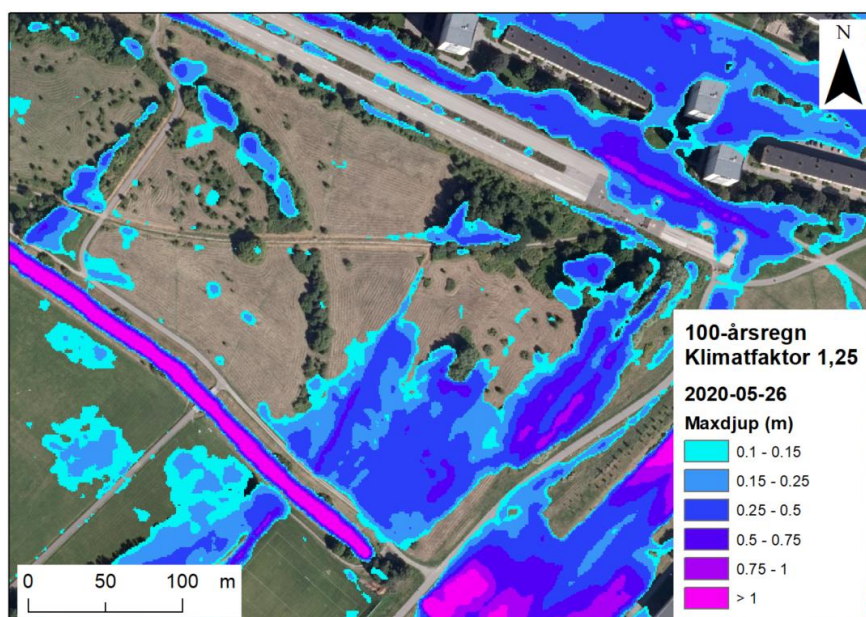 N
100-årsregn
Klimatfaktor 1,25
2020-05-26
Maxdjup (m)
0.1 - 0.15
0.15 - 0.25
0.25 - 0.5
0.5 - 0.75
0.75 - 1
> 1
0 50 100 m